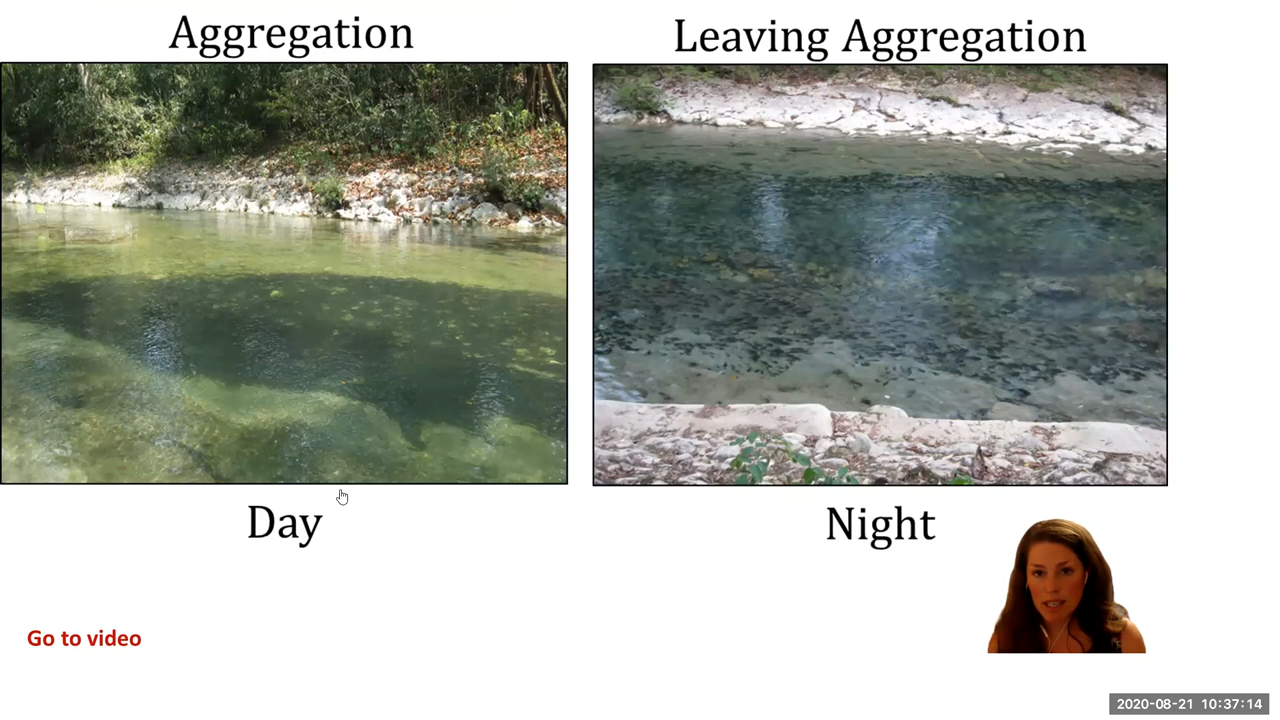 Aggregation
Leaving Aggregation
Day
Night
Go to video
2020-08-21 10:37:14